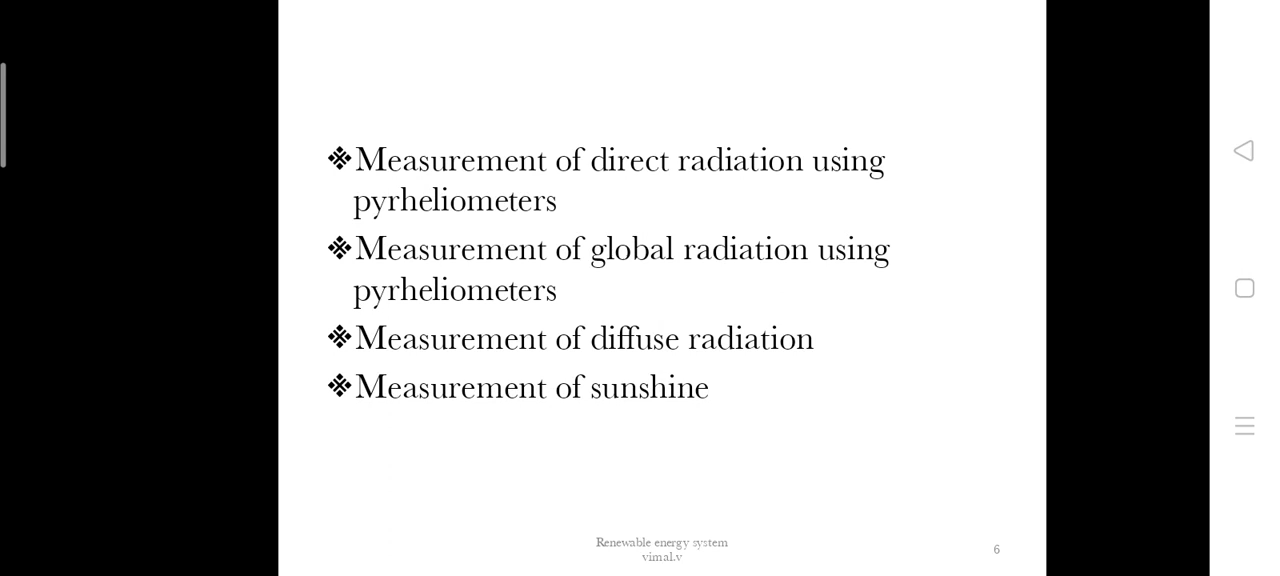 ❖Measurement of direct radiation using
pyrheliometers
❖Measurement of global radiation using
pyrheliometers
❖Measurement of diffuse radiation
❖Measurement of sunshine
Renewable energy system
vimal.v
6